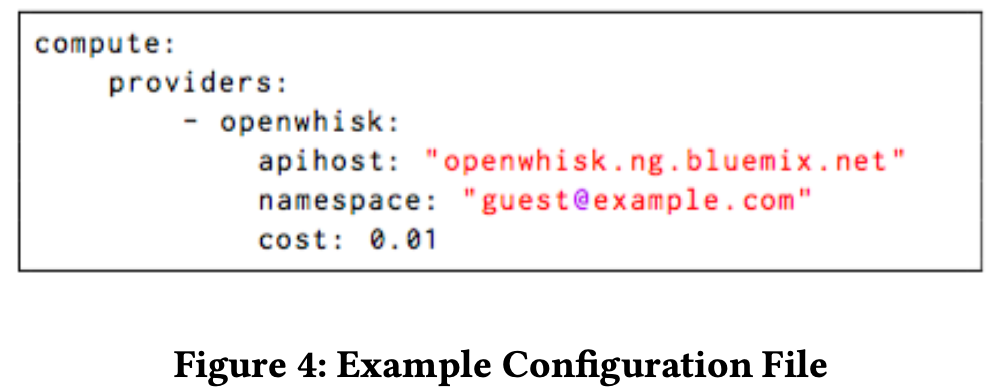 compute:
    providers:
        - openwhisk:
            apihost: "openwhisk.ng.bluemix.net"
            namespace: "guest@example.com"
            cost: 0.01
Figure 4: Example Configuration File